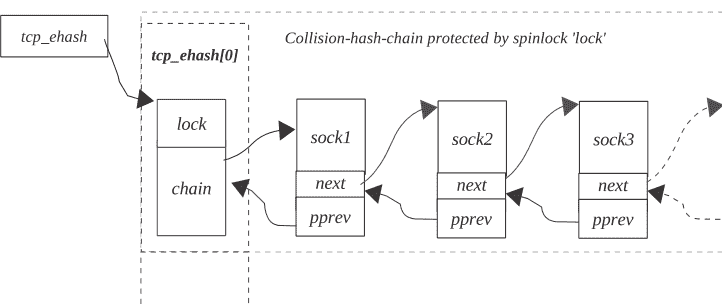 Collision-hash-chain protected by spinlock 'lock'
tcp_ehash
tcp_ehash[0]
lock
chain
sock1
next
pprev
sock2
next
pprev
sock3
next
pprev